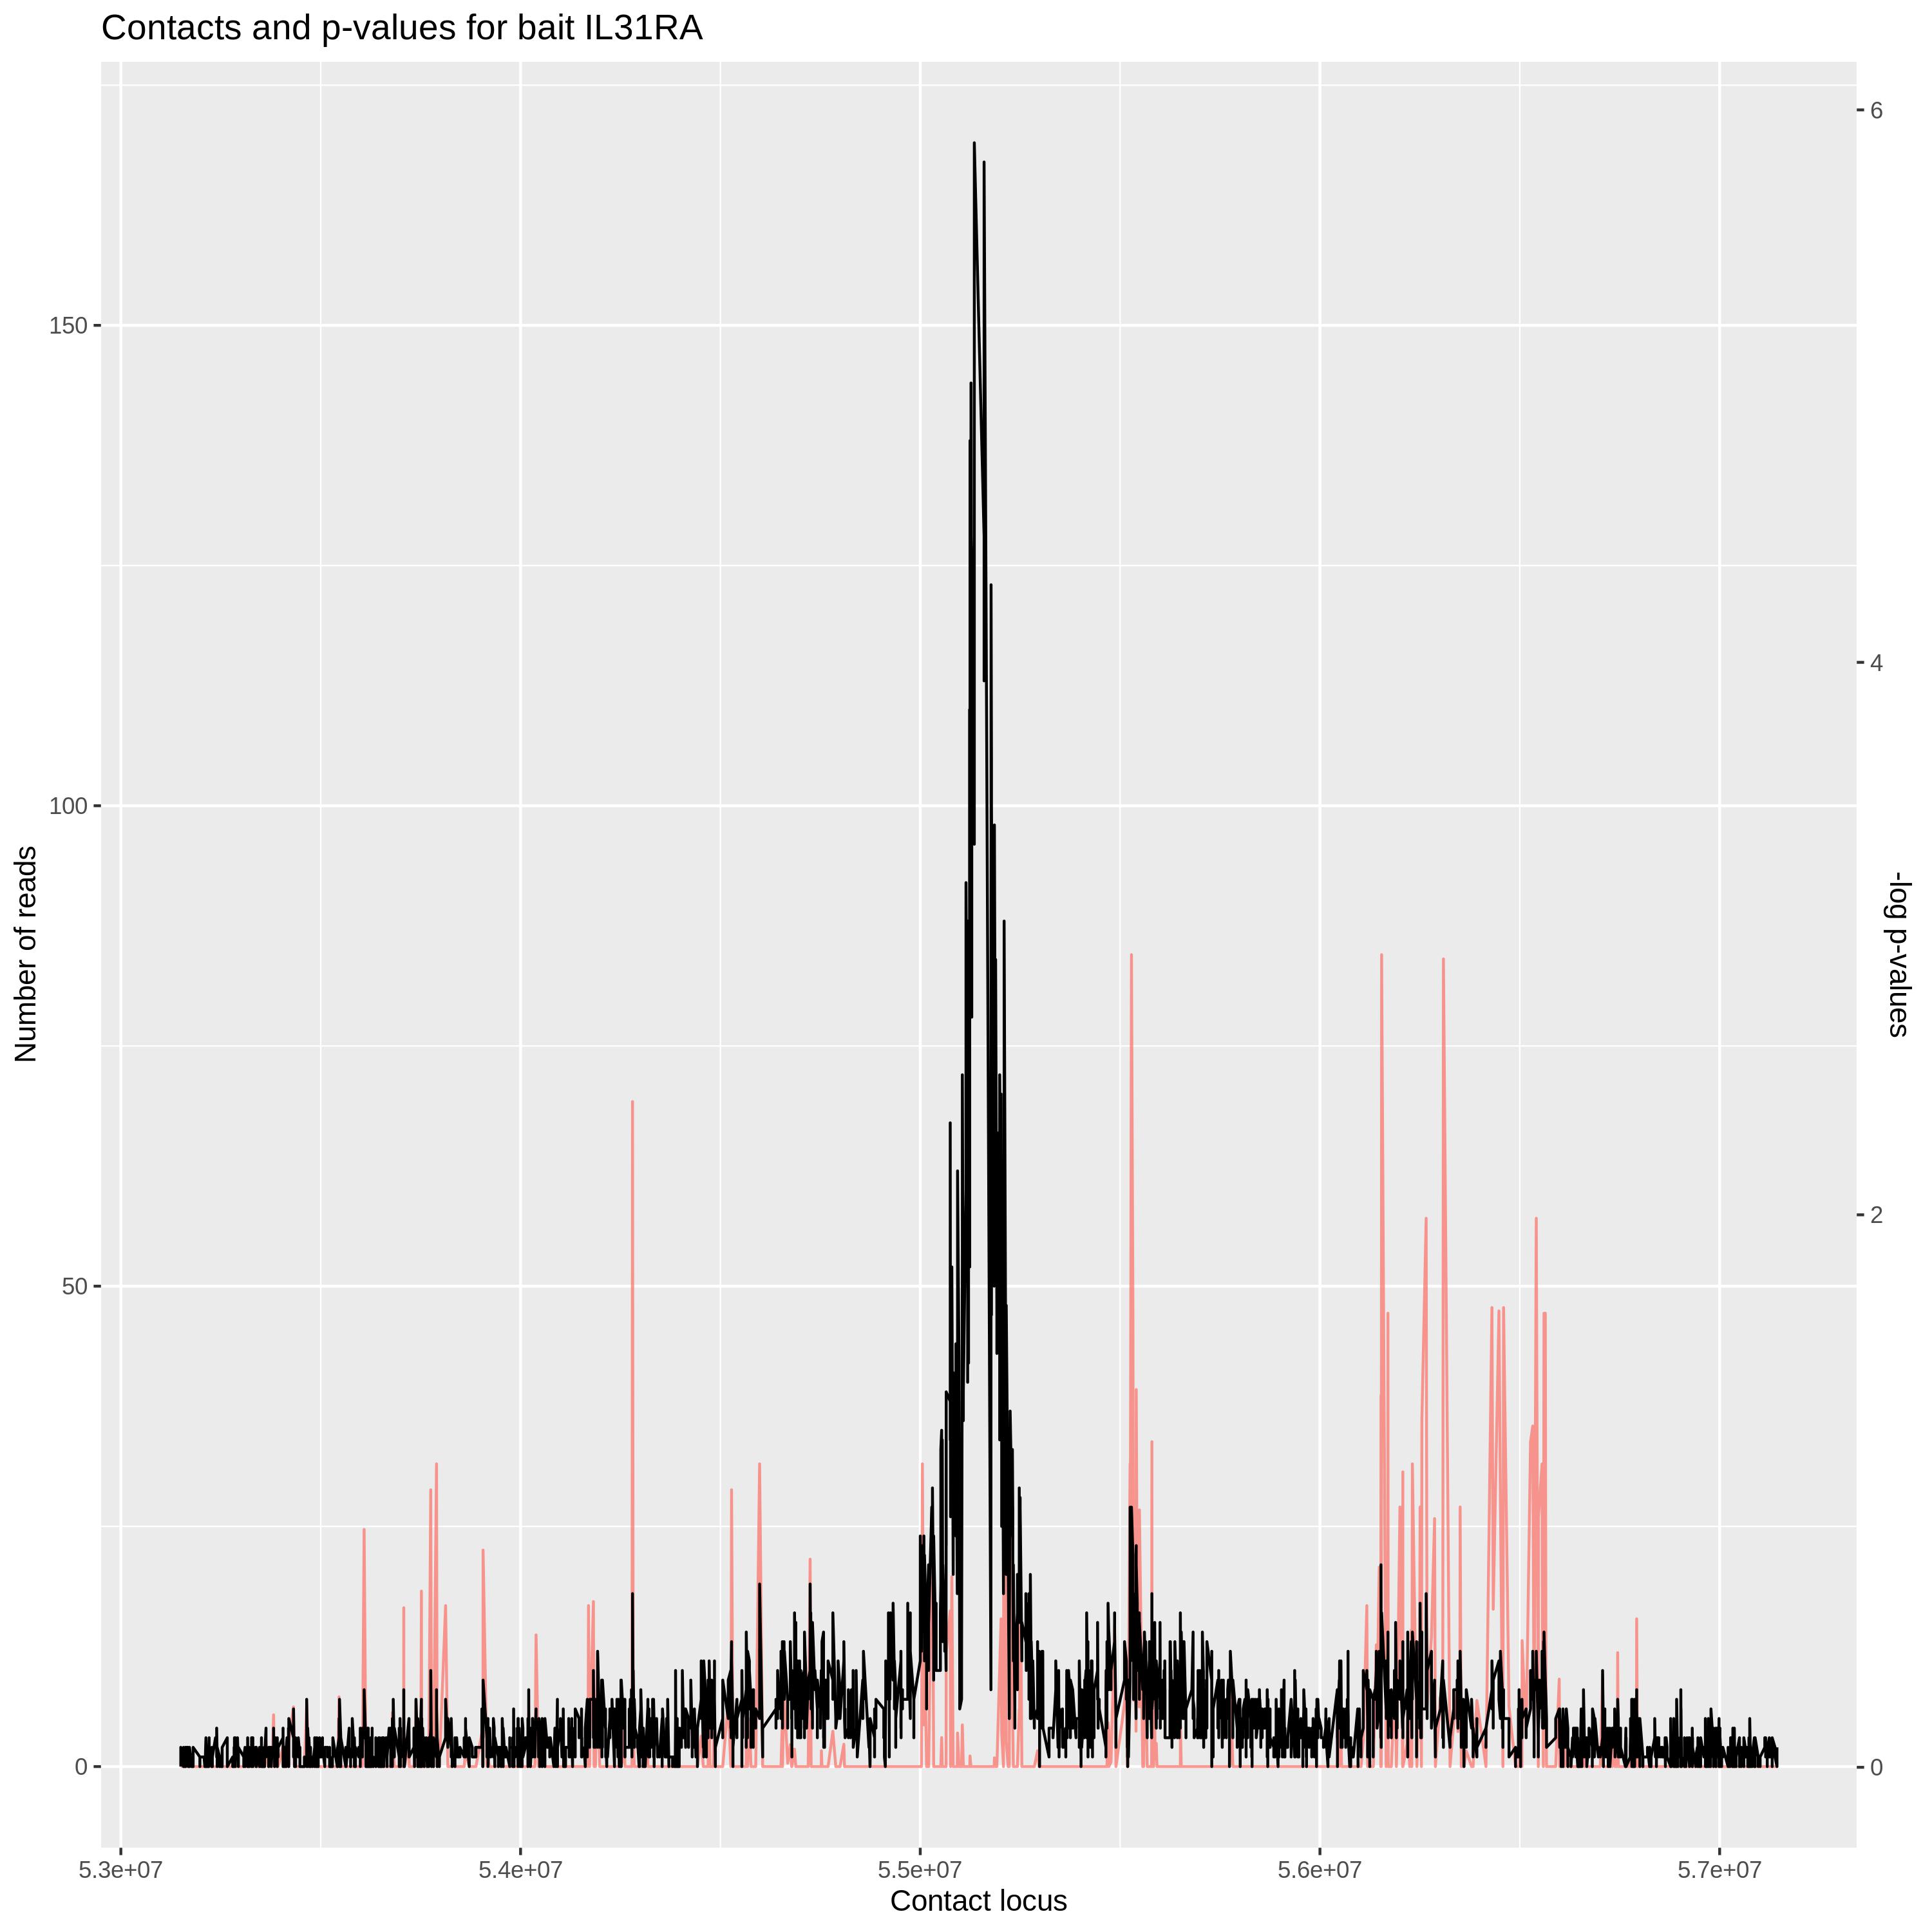 Contacts and p-values for bait IL31RA
6
150
4
100
Number of reads
-log p-values
2
50
0
0
5.3e+07 5.4e+07 5.5e+07 5.6e+07 5.7e+07
Contact locus